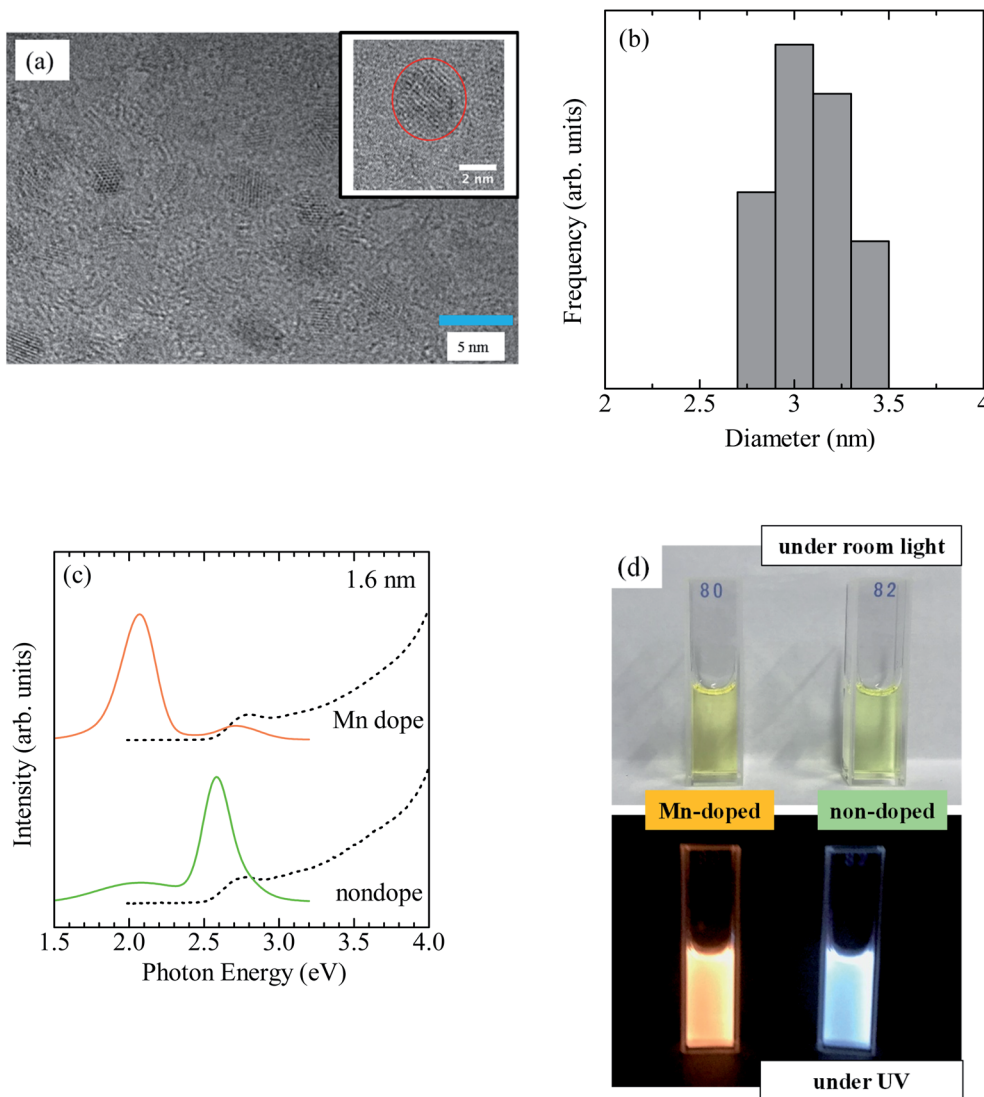 (a)
2 nm
5 nm
(b)
Frequency (arb. units)
2
2.5
3
3.5
4
Diameter (nm)
(c)
1.6 nm
Mn dope
nondope
Intensity (arb. units)
1.5
2.0
2.5
3.0
3.5
4.0
Photon Energy (eV)
(d)
under room light
80
82
Mn-doped
non-doped
under UV